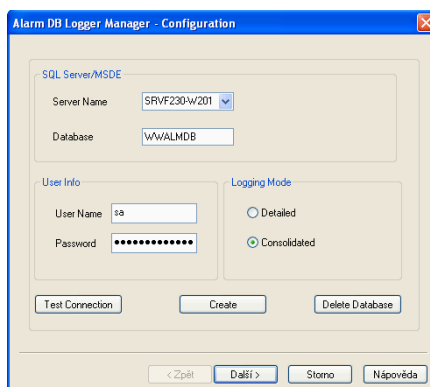 Alarm DB Logger Manager - Configuration
SQL Server/MSDE
Server Name SRVF230-W201
Database WWALMDB
User Info
User Name sa
Password •••••••••••••
Logging Mode
Detailed
Consolidated
Test Connection Create Delete Database
< Zpět Další > Storno Nápověda